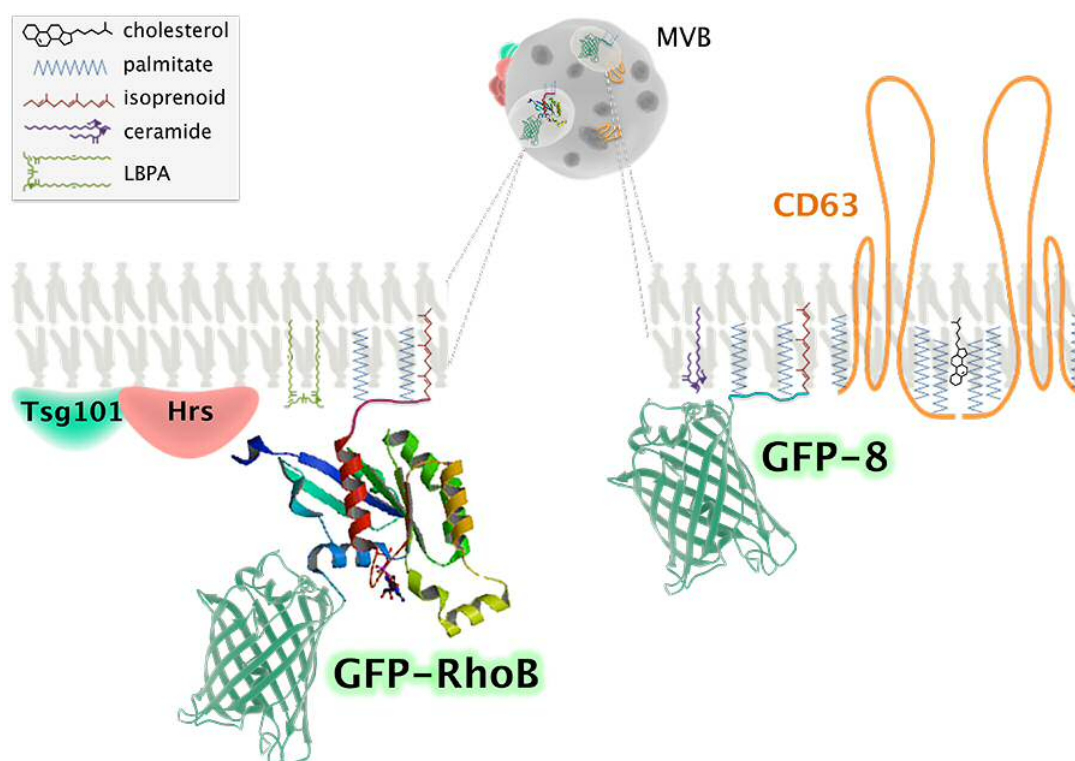 cholesterol
palmitate
isoprenoid
ceramide
LBPA
MVB
CD63
Tsg101
Hrs
GFP-8
GFP-RhoB